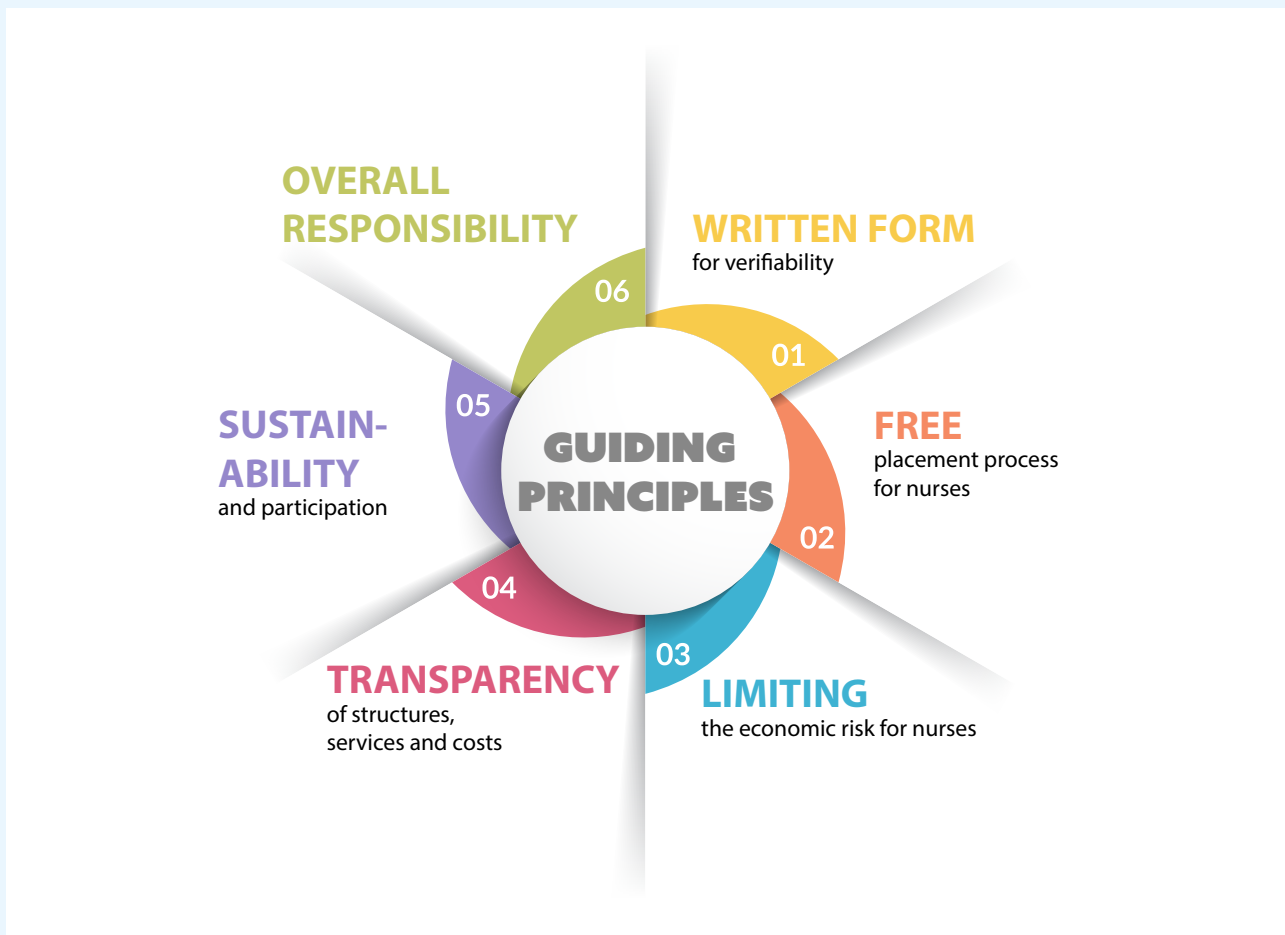 GUIDING
PRINCIPLES
01
WRITTEN FORM
for verifiability
02
FREE
placement process
for nurses
03
LIMITING
the economic risk for nurses
04
TRANSPARENCY
of structures,
services and costs
05
SUSTAIN-
ABILITY
and participation
06
OVERALL
RESPONSIBILITY